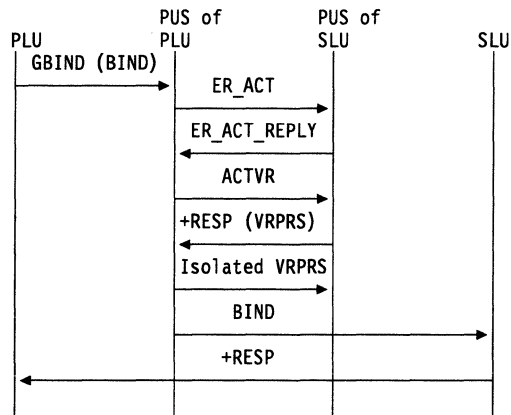 PUS of PUS of
PLU PLU SLU SLU
GBIND (BIND)
ER_ACT
ER_ACT_REPLY
ACTVR
+RESP (VRPRS)
Isolated VRPRS
BIND
+RESP